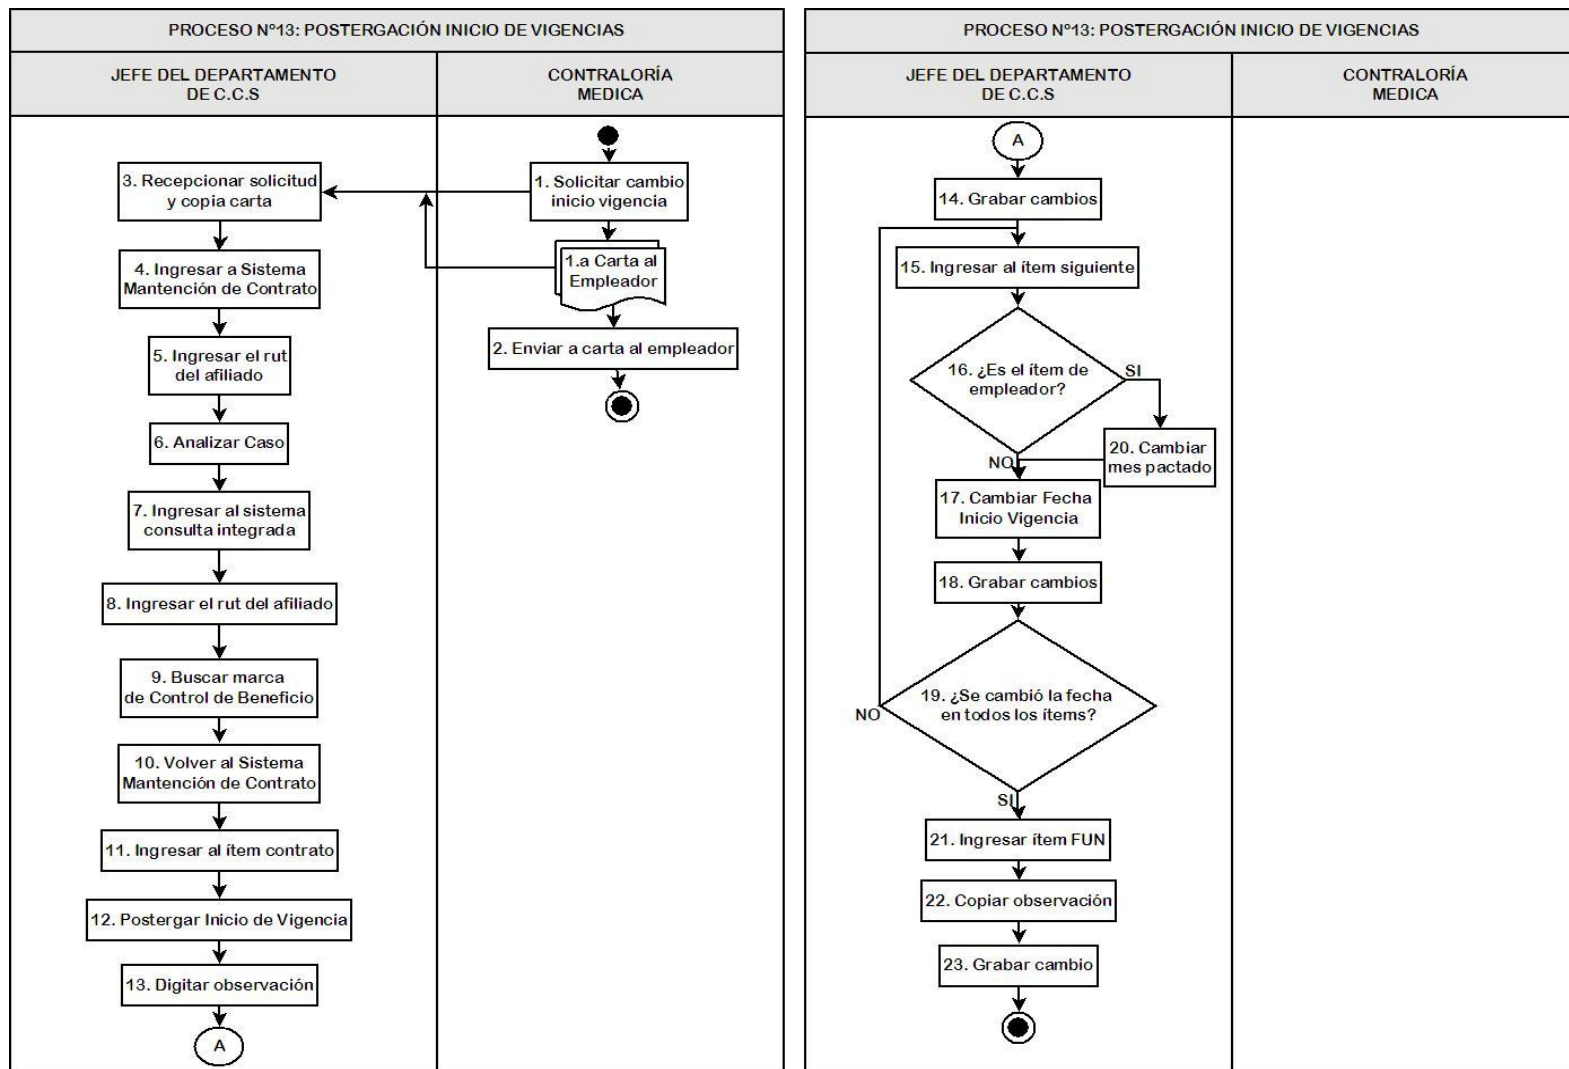 PROCESO Nº13: POSTERGACIÓN INICIO DE VIGENCIAS
JEFE DEL DEPARTAMENTO
DE C.C.S
CONTRALORÍA
MEDICA
1. Solicitar cambio
inicio vigencia
1.a Carta al
Empleador
2. Enviar a carta al empleador
3. Recepcionar solicitud
y copia carta
4. Ingresar a Sistema
Mantención de Contrato
5. Ingresar el rut
del afiliado
6. Analizar Caso
7. Ingresar al sistema
consulta integrada
8. Ingresar el rut del afiliado
9. Buscar marca
de Control de Beneficio
10. Volver al Sistema
Mantención de Contrato
11. Ingresar al ítem contrato
12. Postergar Inicio de Vigencia
13. Digitar observación
A
PROCESO Nº13: POSTERGACIÓN INICIO DE VIGENCIAS
JEFE DEL DEPARTAMENTO
DE C.C.S
CONTRALORÍA
MEDICA
A
14. Grabar cambios
15. Ingresar al ítem siguiente
16. ¿Es el ítem de
empleador?
SI
20. Cambiar
mes pactado
NO
17. Cambiar Fecha
Inicio Vigencia
18. Grabar cambios
19. ¿Se cambió la fecha
en todos los ítems?
NO
SI
21. Ingresar ítem FUN
22. Copiar observación
23. Grabar cambio